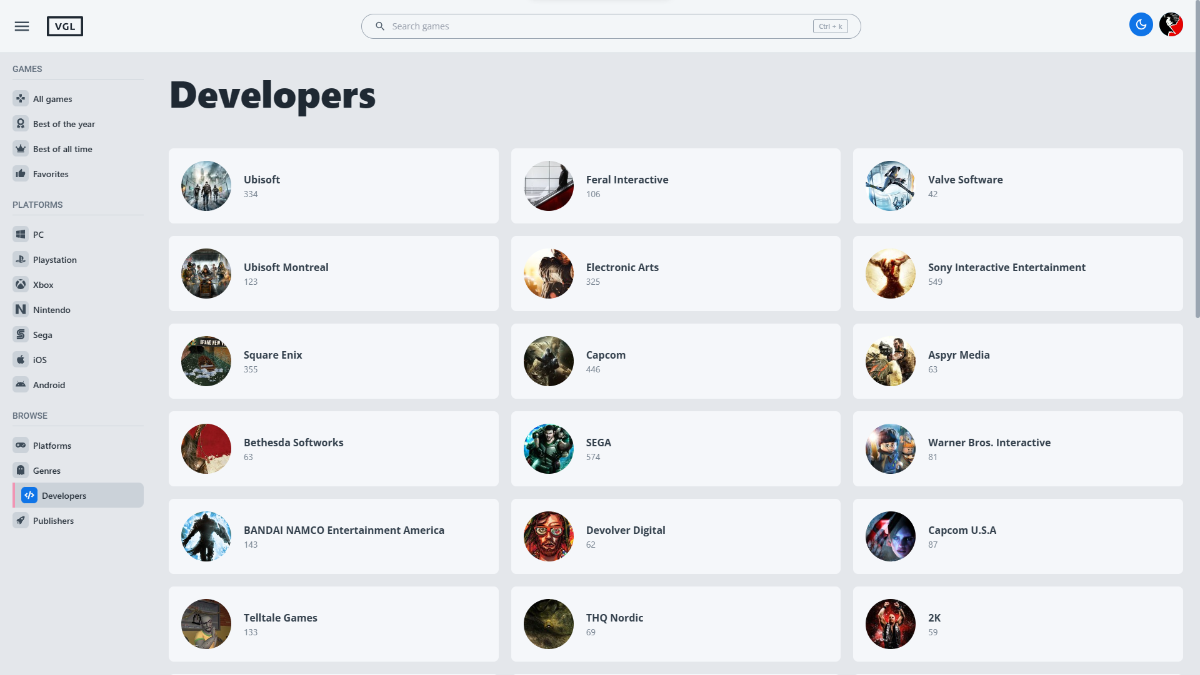 VGL
Search games
Ctrl + k
GAMES
All games
Best of the year
Best of all time
Favorites
PLATFORMS
PC
Playstation
Xbox
Nintendo
Sega
iOS
Android
BROWSE
Platforms
Genres
Developers
Publishers
Developers
Ubisoft
334
Feral Interactive
106
Valve Software
42
Ubisoft Montreal
123
Electronic Arts
325
Sony Interactive Entertainment
549
Square Enix
355
Capcom
446
Aspyr Media
63
Bethesda Softworks
63
SEGA
574
Warner Bros. Interactive
81
BANDAI NAMCO Entertainment America
143
Devolver Digital
62
Capcom U.S.A
87
Telltale Games
133
THQ Nordic
69
2K
59